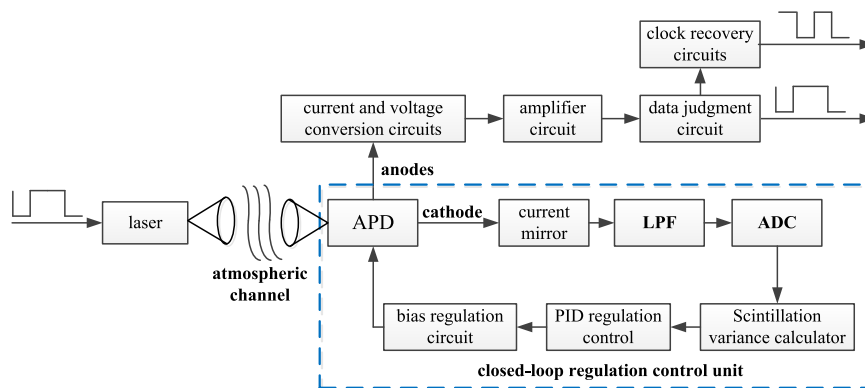 clock recovery
circuits
current and voltage
conversion circuits
amplifier
circuit
data judgment
circuit
anodes
laser
atmospheric
channel
APD
cathode
current
mirror
LPF
ADC
bias regulation
circuit
PID regulation
control
Scintillation
variance calculator
closed-loop regulation control unit